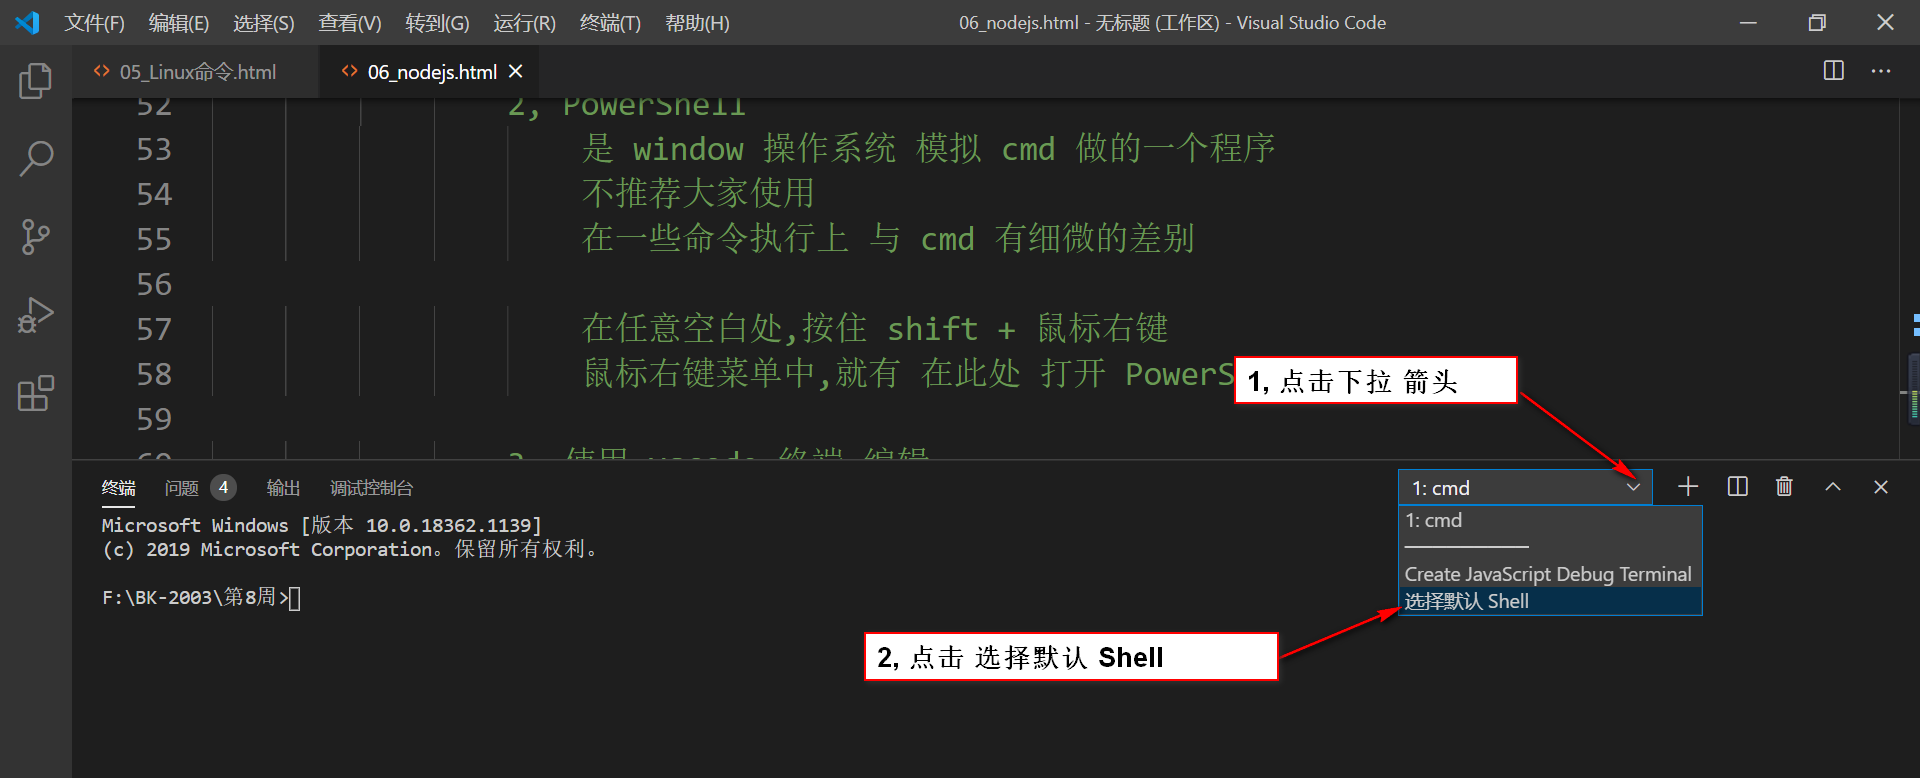 文件(F) 编辑(E) 选择(S) 查看(V) 转到(G) 运行(R) 终端(T) 帮助(H) 06_nodejs.html - 无标题 (工作区) - Visual Studio Code
05_Linux命令.html 06_nodejs.html
52 2, PowerShell
53 是 window 操作系统 模拟 cmd 做的一个程序
54 不推荐大家使用
55 在一些命令执行上 与 cmd 有细微的差别
56
57 在任意空白处,按住 shift + 鼠标右键
58 鼠标右键菜单中,就有 在此处 打开 PowerS
1, 点击下拉 箭头
59
60 3, 使用 vscode 终端 编辑
终端 问题 4 输出 调试控制台 1: cmd
Microsoft Windows [版本 10.0.18362.1139]
(c) 2019 Microsoft Corporation。保留所有权利。
F:\BK-2003\第8周>
1: cmd
Create JavaScript Debug Terminal
选择默认 Shell
2, 点击 选择默认 Shell